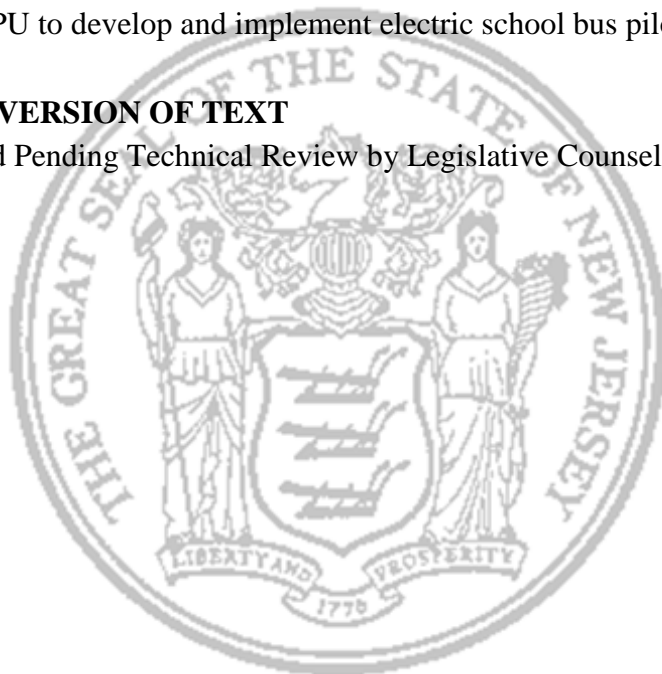 PU to develop and implement electric school bus pilo
VERSION OF TEXT
d Pending Technical Review by Legislative Counsel
THE GREAT SEAL OF THE STATE OF NEW JERSEY
LIBERTY AND PROSPERITY
1776